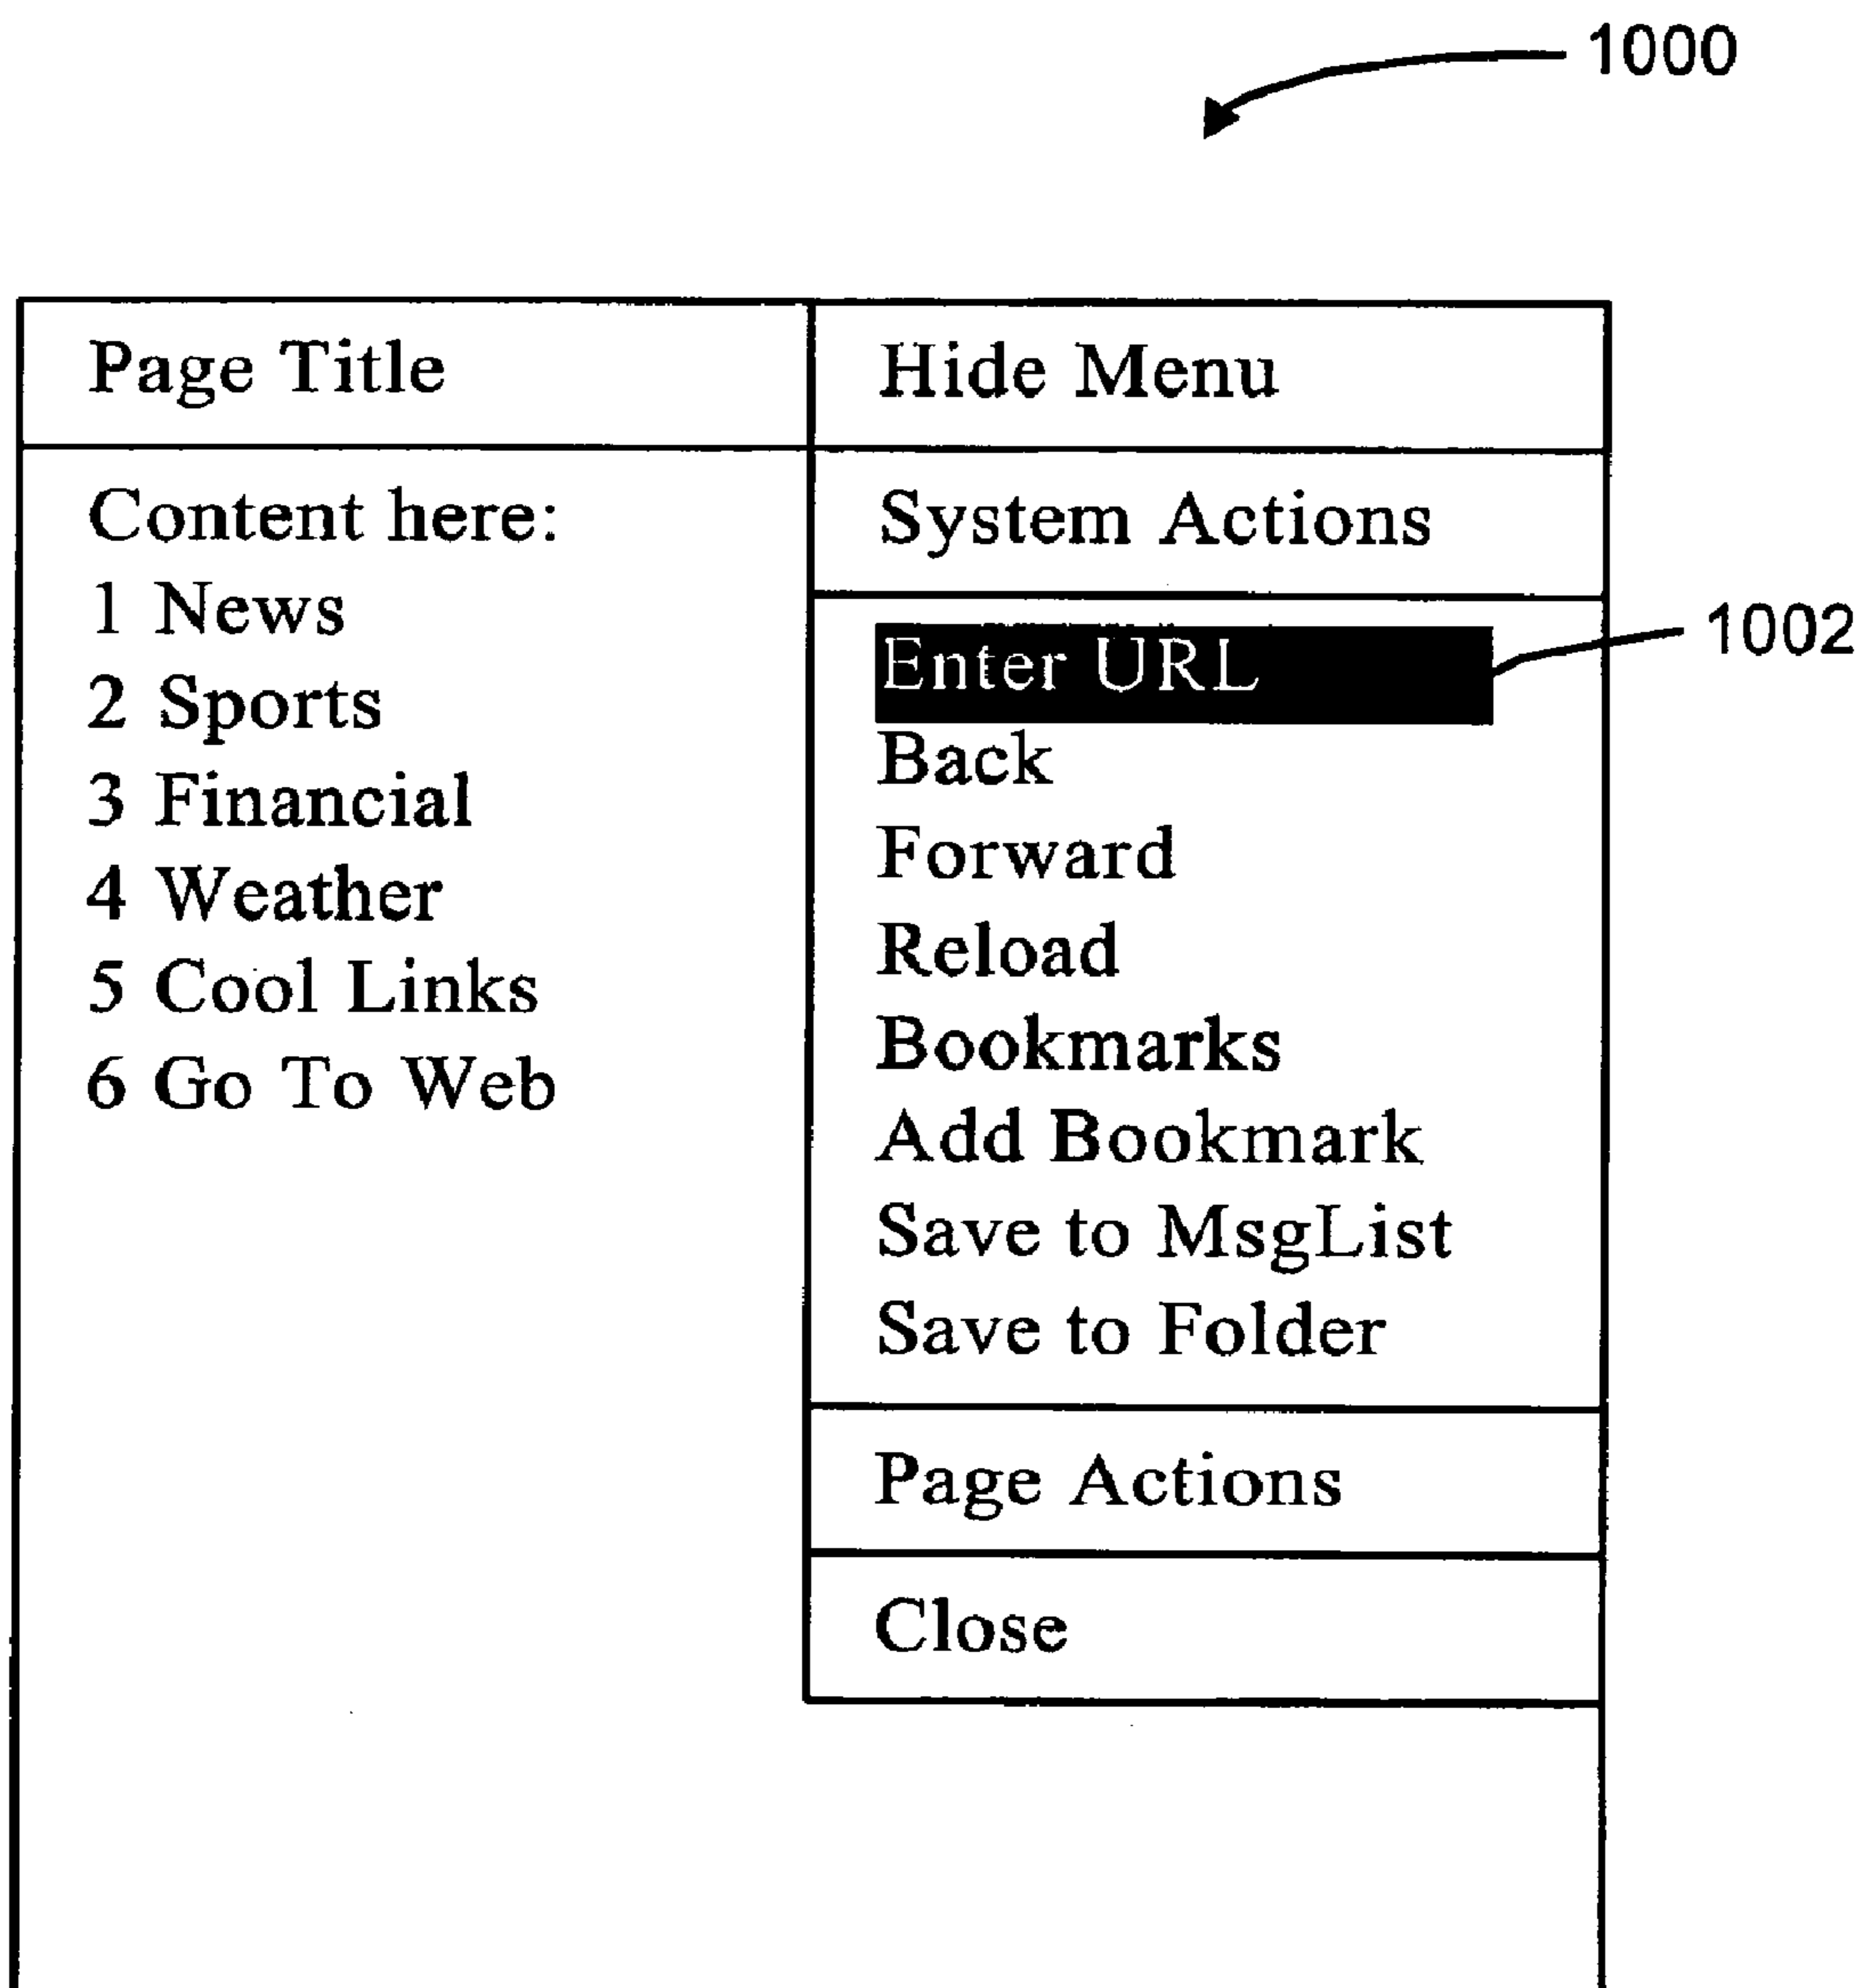 1000
Page Title
Content here:
1 News
2 Sports
3 Financial
4 Weather
5 Cool Links
6 Go To Web
Hide Menu
System Actions
Enter URL
1002
Back
Forward
Reload
Bookmarks
Add Bookmark
Save to MsgList
Save to Folder
Page Actions
Close